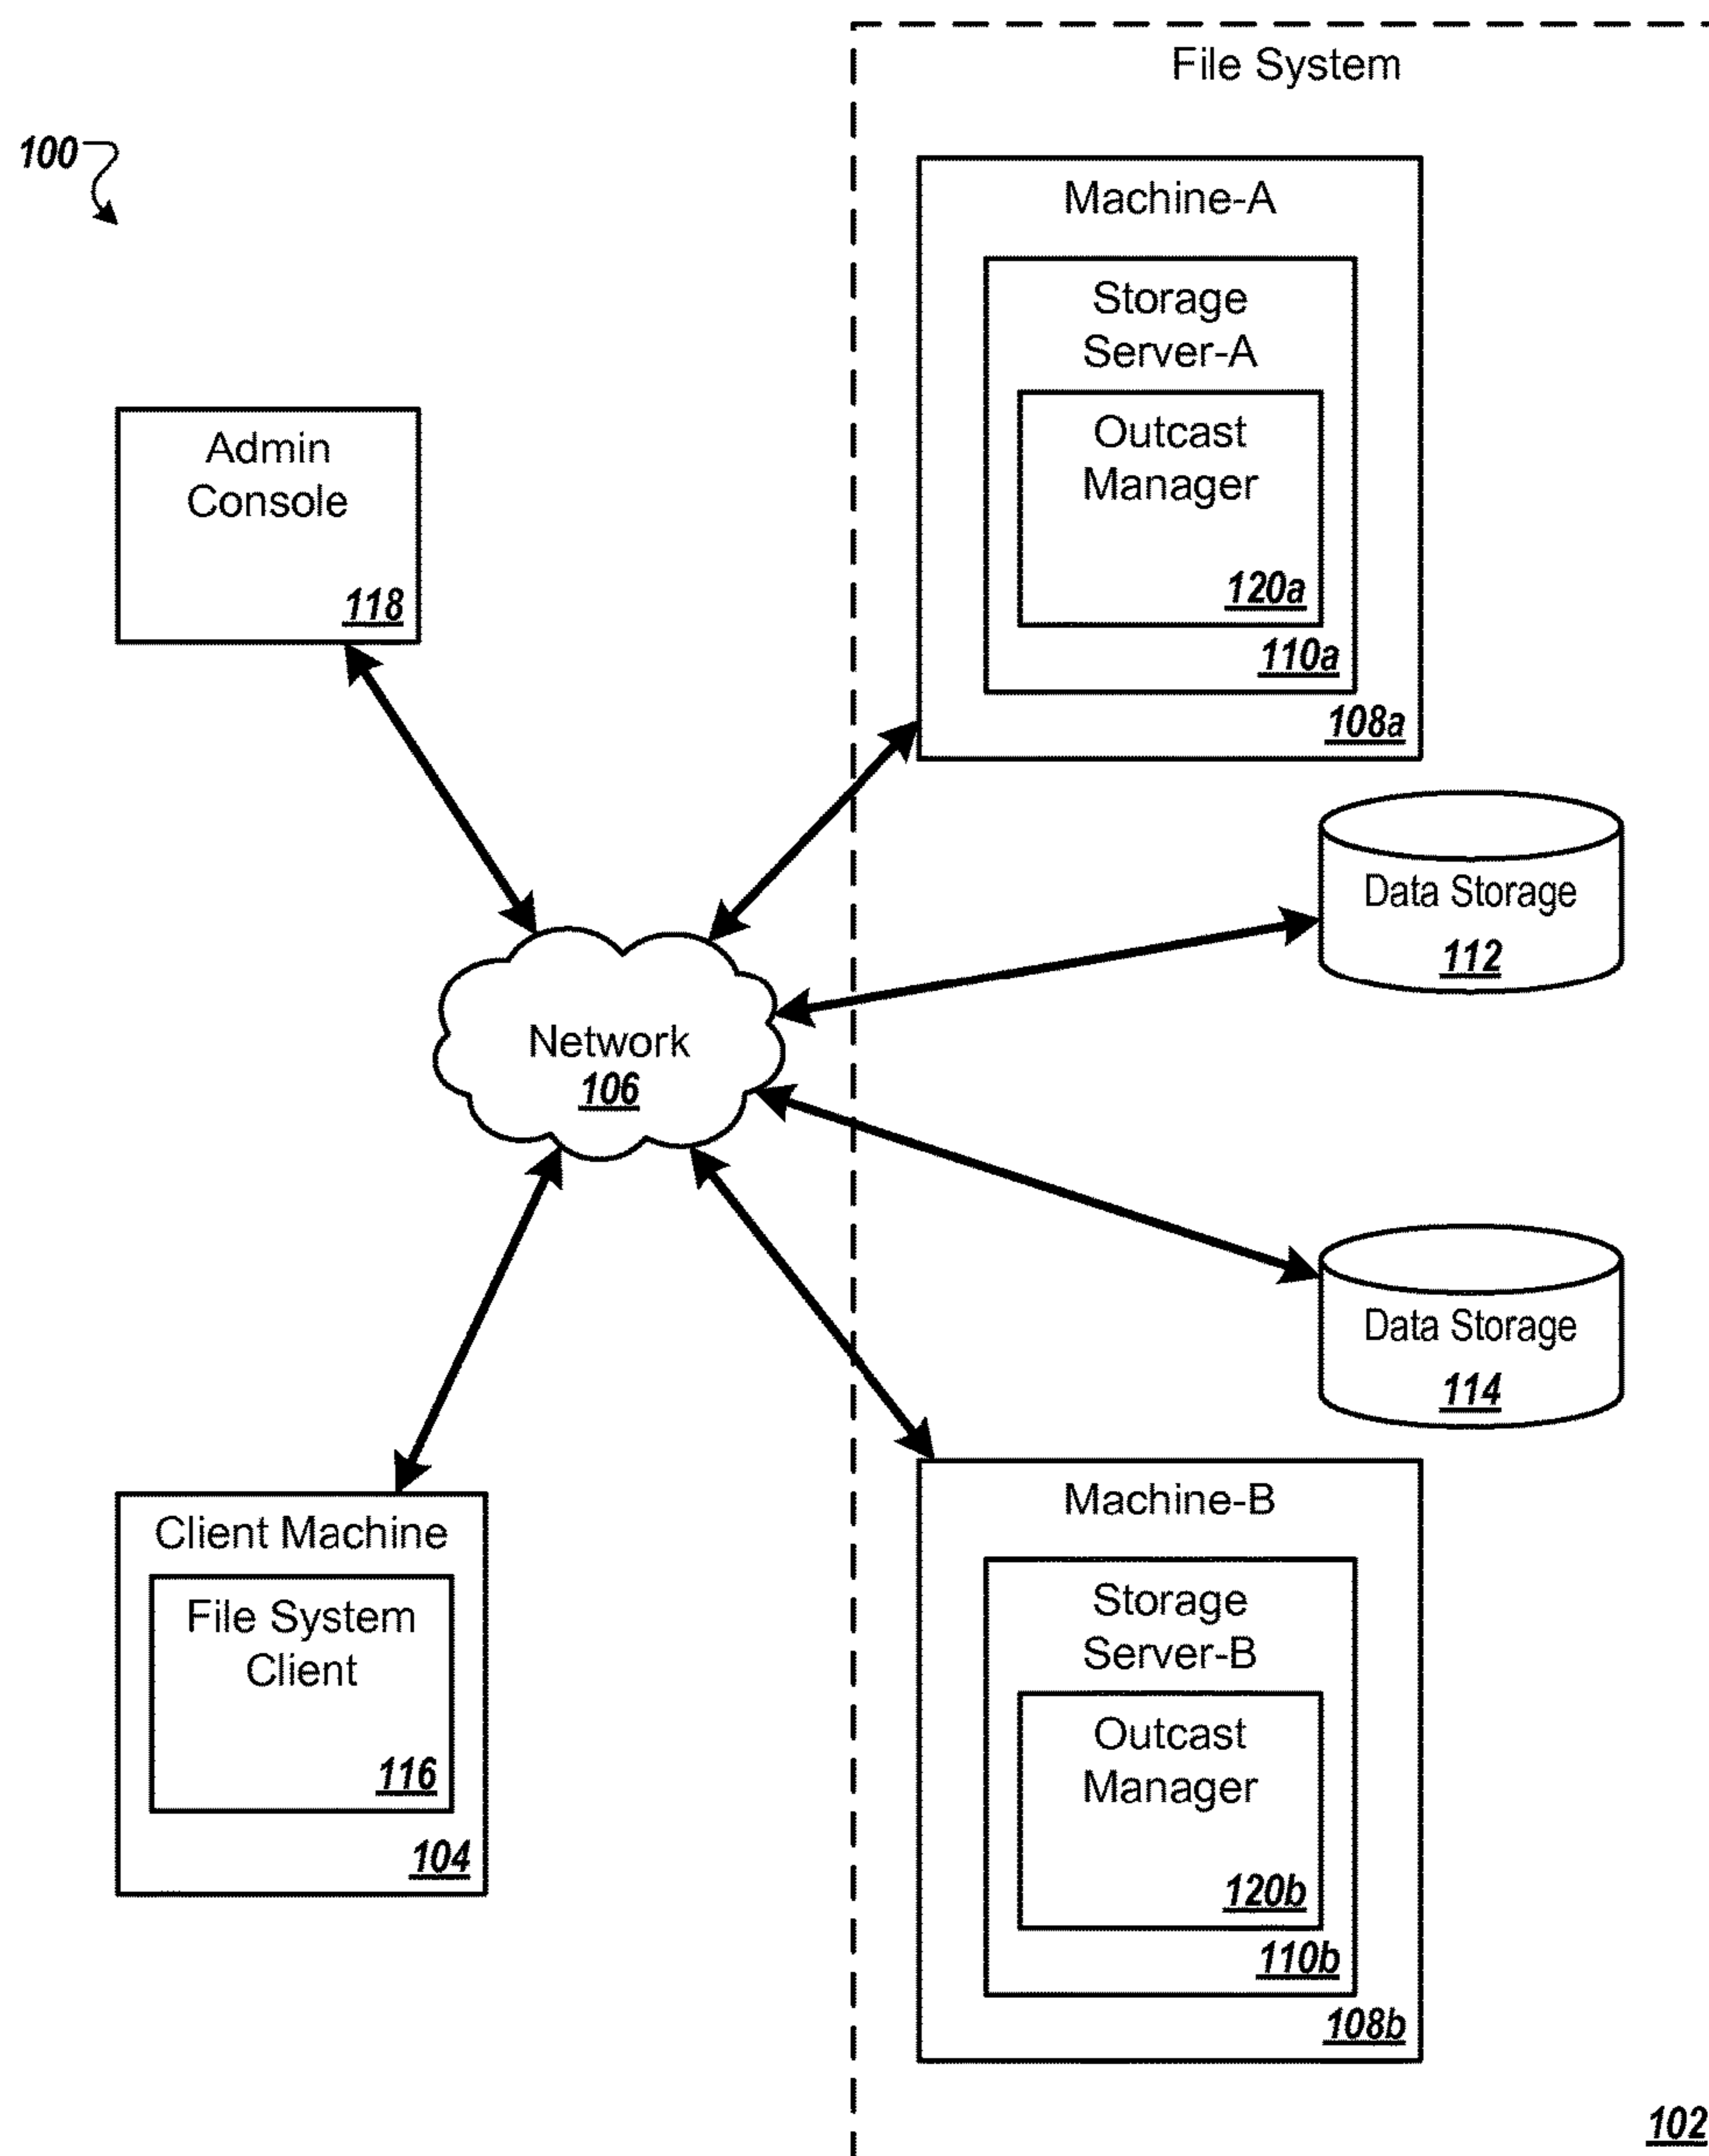 File System
100
Machine-A
Storage
Server-A
Outcast
Manager
120a
110a
108a
Admin
Console
118
Data Storage
112
Network
106
Data Storage
114
Client Machine
File System
Client
116
104
Machine-B
Storage
Server-B
Outcast
Manager
120b
110b
108b
102